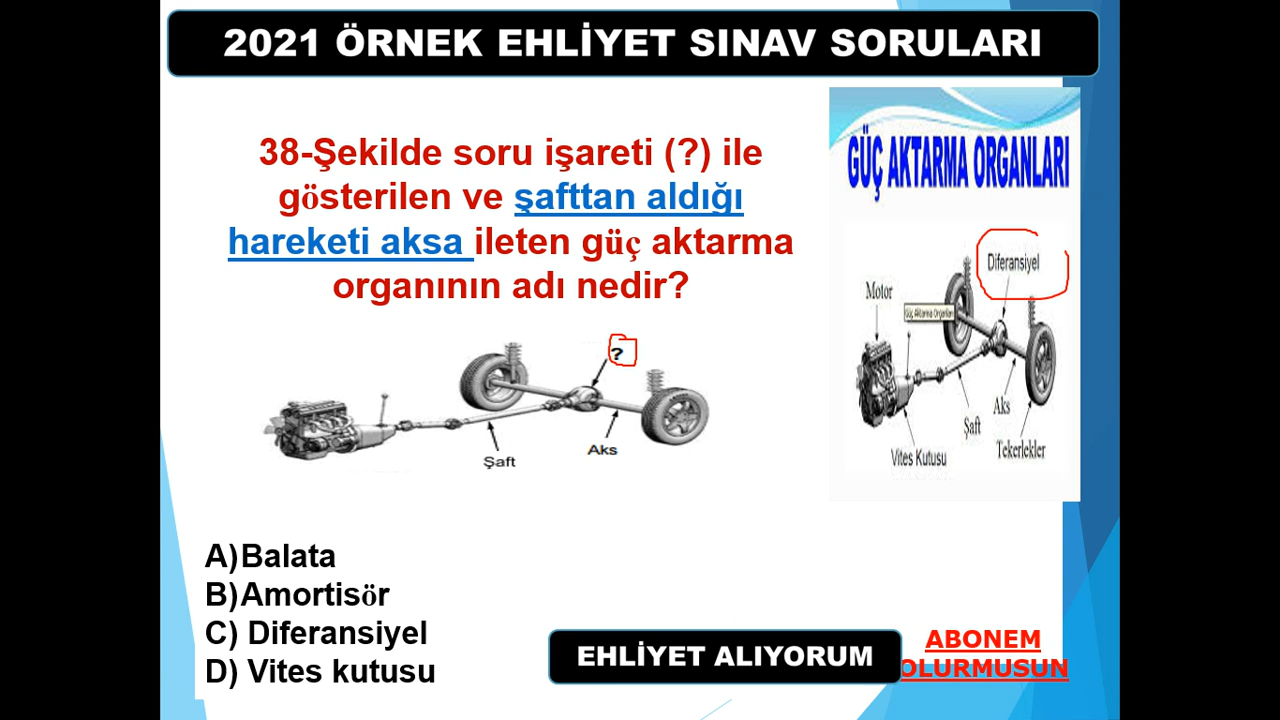 2021 ÖRNEK EHLİYET SINAV SORULARI
38-Şekilde soru işareti (?) ile
gösterilen ve şafttan aldığı
hareketi aksa ileten güç aktarma
organının adı nedir?
?
Şaft
Aks
GÜÇ AKTARMA ORGANLARI
Diferansiyel
Motor
Güç Aktarma Organları
Aks
Şaft
Tekerlekler
Vites Kutusu
A)Balata
B)Amortisör
C) Diferansiyel
D) Vites kutusu
EHLİYET ALIYORUM
ABONEM
OLURMUSUN